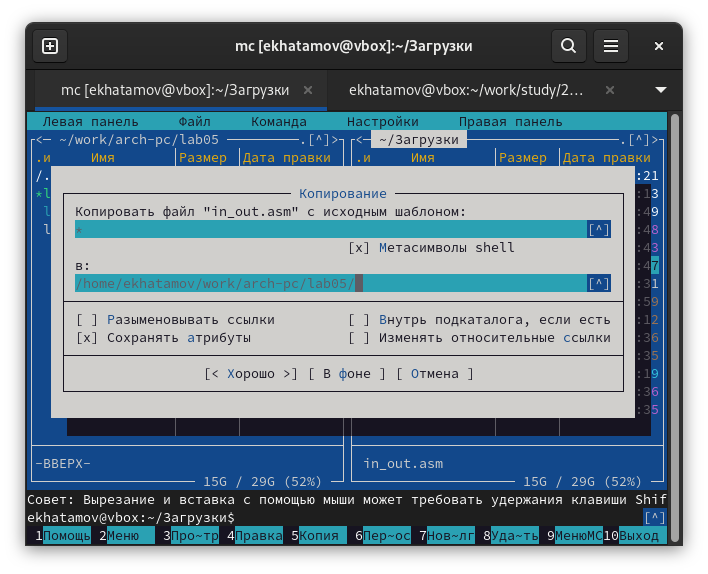 mc [ekhatamov@vbox]:~/Загрузки
mc [ekhatamov@vbox]:~/Загрузки × ekhatamov@vbox:~/work/study/2... ×
Левая панель Файл Команда Настройки Правая панель
<─ ~/work/arch-pc/lab05 .[^]> <─ ~/Загрузки .[^]>
.и Имя Размер Дата правки .и Имя Размер Дата правки
/. :21
*l :13
l :49
l :48
:43
:47
:31
:59
:12
:36
:35
:19
:36
:35
Копирование
Копировать файл "in_out.asm" с исходным шаблоном:
* [^]
[x] Метасимволы shell
в:
/home/ekhatamov/work/arch-pc/lab05/ [^]
[ ] Разыменовывать ссылки [ ] Внутрь подкаталога, если есть
[x] Сохранять атрибуты [ ] Изменять относительные ссылки
[< Хорошо >] [ В фоне ] [ Отмена ]
-ВВЕРХ- in_out.asm
15G / 29G (52%) 15G / 29G (52%)
Совет: Вырезание и вставка с помощью мыши может требовать удержания клавиши Shif
ekhatamov@vbox:~/Загрузки$ [^]
1Помощь 2Меню 3Про~тр 4Правка 5Копия 6Пер~ос 7Нов~лг 8Уда~ть 9МенюMC 10Выход